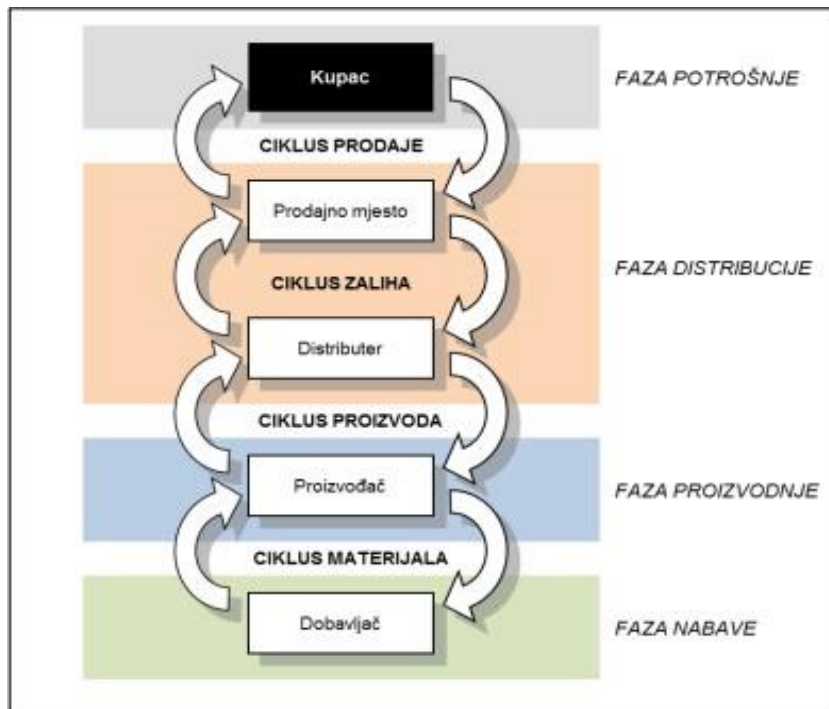 Kupac
FAZA POTROŠNJE
CIKLUS PRODAJE
Prodajno mjesto
FAZA DISTRIBUCIJE
CIKLUS ZALIHA
Distributer
CIKLUS PROIZVODA
Proizvođač
FAZA PROIZVODNJE
CIKLUS MATERIJALA
Dobavljač
FAZA NABAVE